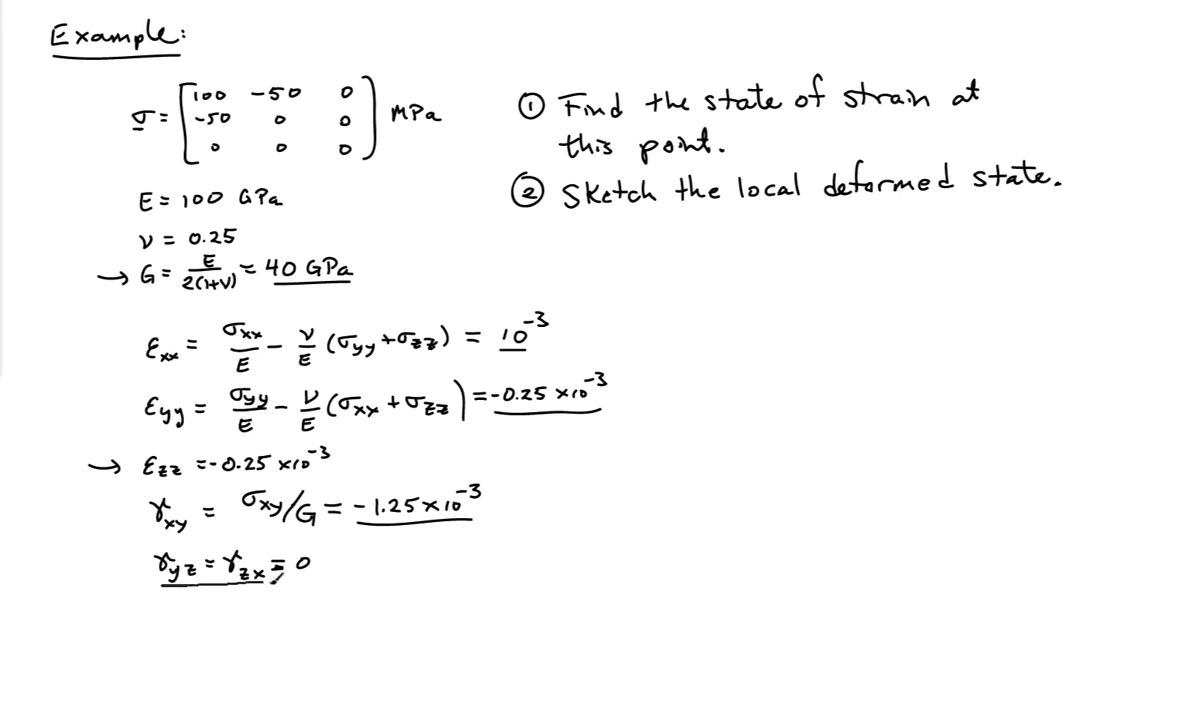 Example:
σ = [100 -50 0
-50 0 0
0 0 0] MPa
E = 100 GPa
ν = 0.25
→ G = E/2(1+ν) = 40 GPa
① Find the state of strain at
this point.
② Sketch the local deformed state.
εxx = σxx/E - ν/E (σyy + σzz) = 10⁻³
εyy = σyy/E - ν/E (σxx + σzz) = -0.25 × 10⁻³
→ εzz = -0.25 × 10⁻³
γxy = σxy/G = -1.25 × 10⁻³
γyz = γzx = 0